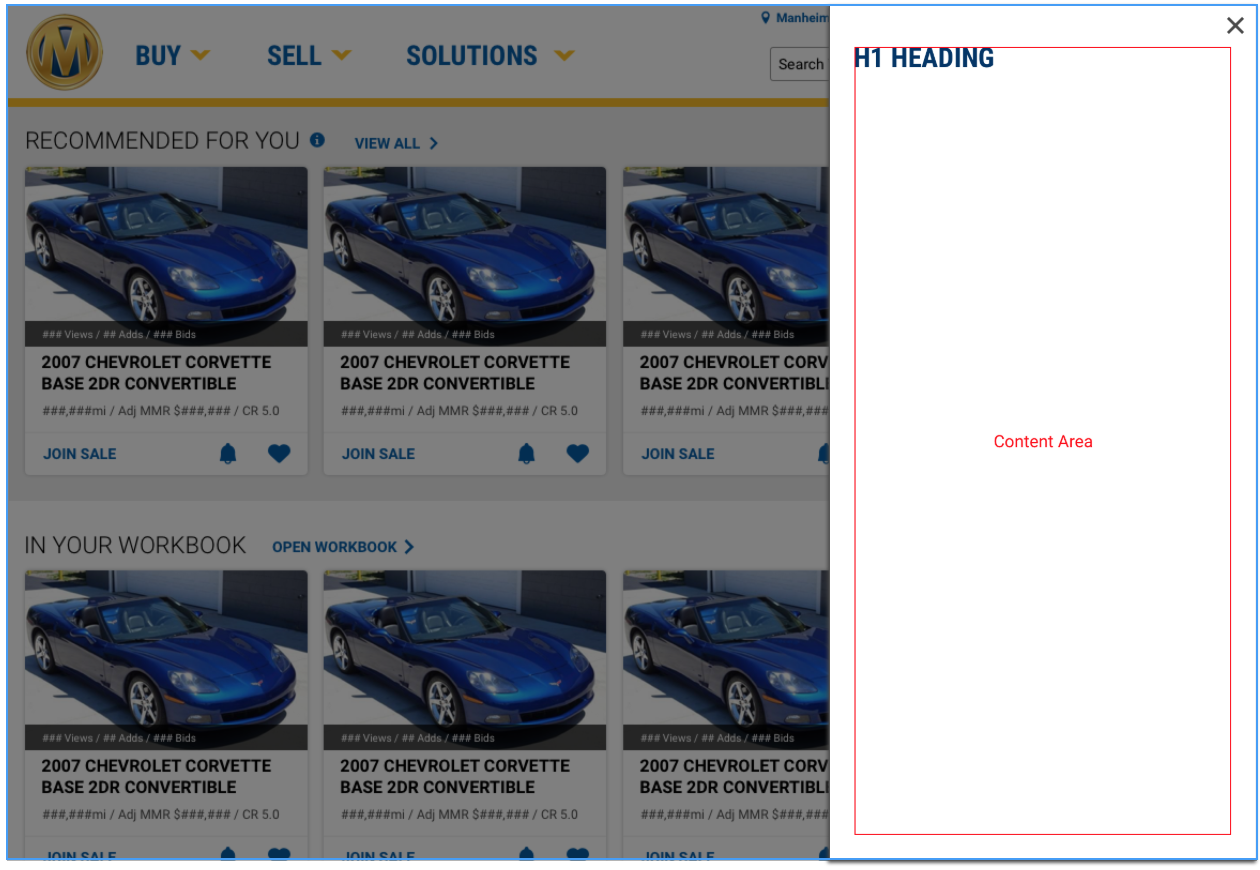 Manheim
BUY
SELL
SOLUTIONS
Search
RECOMMENDED FOR YOU
VIEW ALL
### Views / ## Adds / ### Bids
2007 CHEVROLET CORVETTE
BASE 2DR CONVERTIBLE
###,###mi / Adj MMR $###,### / CR 5.0
JOIN SALE
### Views / ## Adds / ### Bids
2007 CHEVROLET CORVETTE
BASE 2DR CONVERTIBLE
###,###mi / Adj MMR $###,### / CR 5.0
JOIN SALE
### Views / ## Adds / ### Bids
2007 CHEVROLET CORV
BASE 2DR CONVERTIBL
###,###mi / Adj MMR $###,###
JOIN SALE
IN YOUR WORKBOOK
OPEN WORKBOOK
### Views / ## Adds / ### Bids
2007 CHEVROLET CORVETTE
BASE 2DR CONVERTIBLE
###,###mi / Adj MMR $###,### / CR 5.0
JOIN SALE
### Views / ## Adds / ### Bids
2007 CHEVROLET CORVETTE
BASE 2DR CONVERTIBLE
###,###mi / Adj MMR $###,### / CR 5.0
JOIN SALE
### Views / ## Adds / ### Bids
2007 CHEVROLET CORV
BASE 2DR CONVERTIBL
###,###mi / Adj MMR $###,###
JOIN SALE
H1 HEADING
Content Area